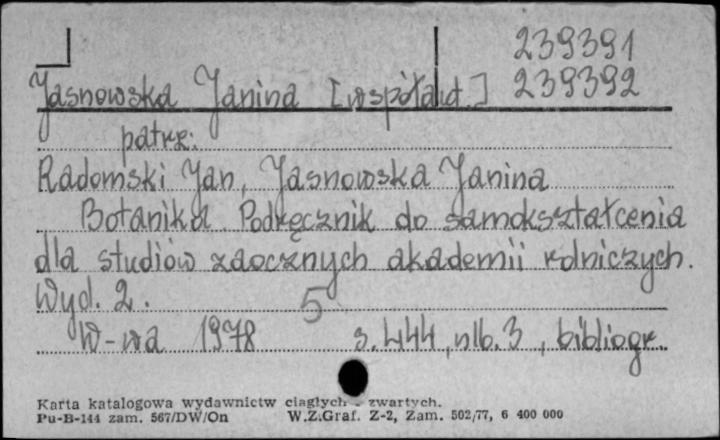 239391
Jasnowska Janina [współaut.] 239392
patrz:
Radomski Jan, Jasnowska Janina
Botanika Podręcznik do samokształcenia
dla studiów zaocznych akademii rolniczych.
Wyd. 2. 5
W-wa 1978 s. 444, nlb. 3, bibliogr.
Karta katalogowa wydawnictw ciągłych - zwartych.
Pu-B-144 zam. 567/DW/On W.Z.Graf. Z-2, Zam. 502/77, 6 400 000